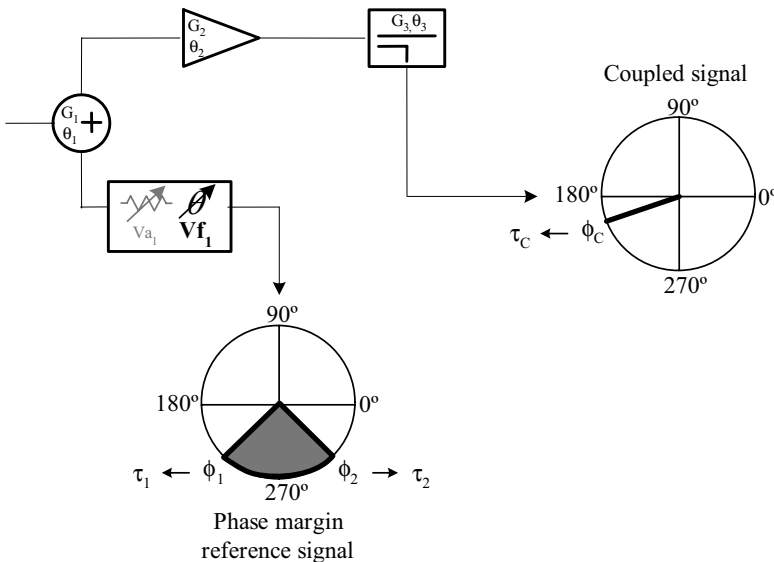 G₂
θ₂
G₃,θ₃
G₁
θ₁
+
Va₁
θ
Vf₁
Coupled signal
90º
180º
0º
τC
ϕC
270º
90º
180º
0º
τ₁
ϕ₁
ϕ₂
τ₂
270º
Phase margin
reference signal